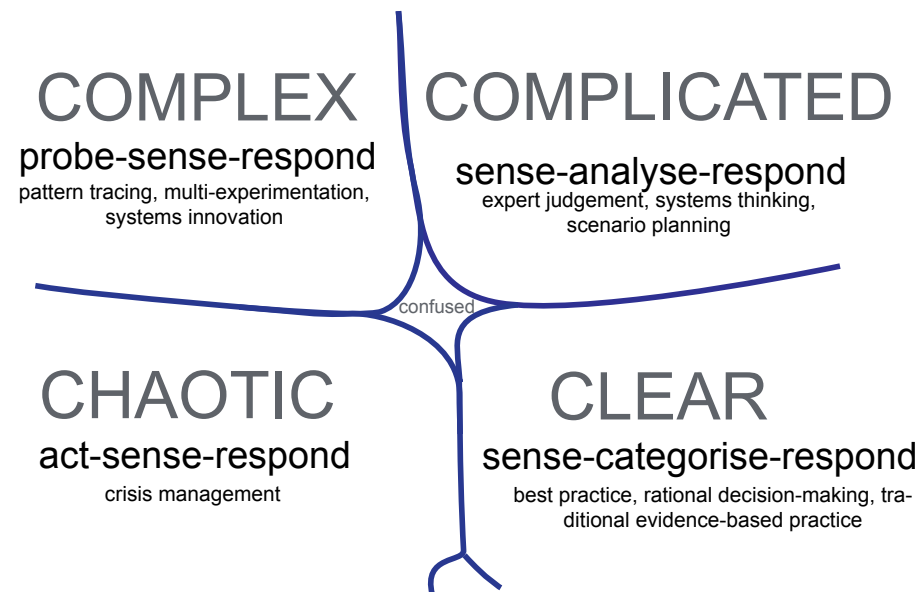 COMPLEX
probe-sense-respond
pattern tracing, multi-experimentation,
systems innovation
COMPLICATED
sense-analyse-respond
expert judgement, systems thinking,
scenario planning
confused
CHAOTIC
act-sense-respond
crisis management
CLEAR
sense-categorise-respond
best practice, rational decision-making, tra-
ditional evidence-based practice